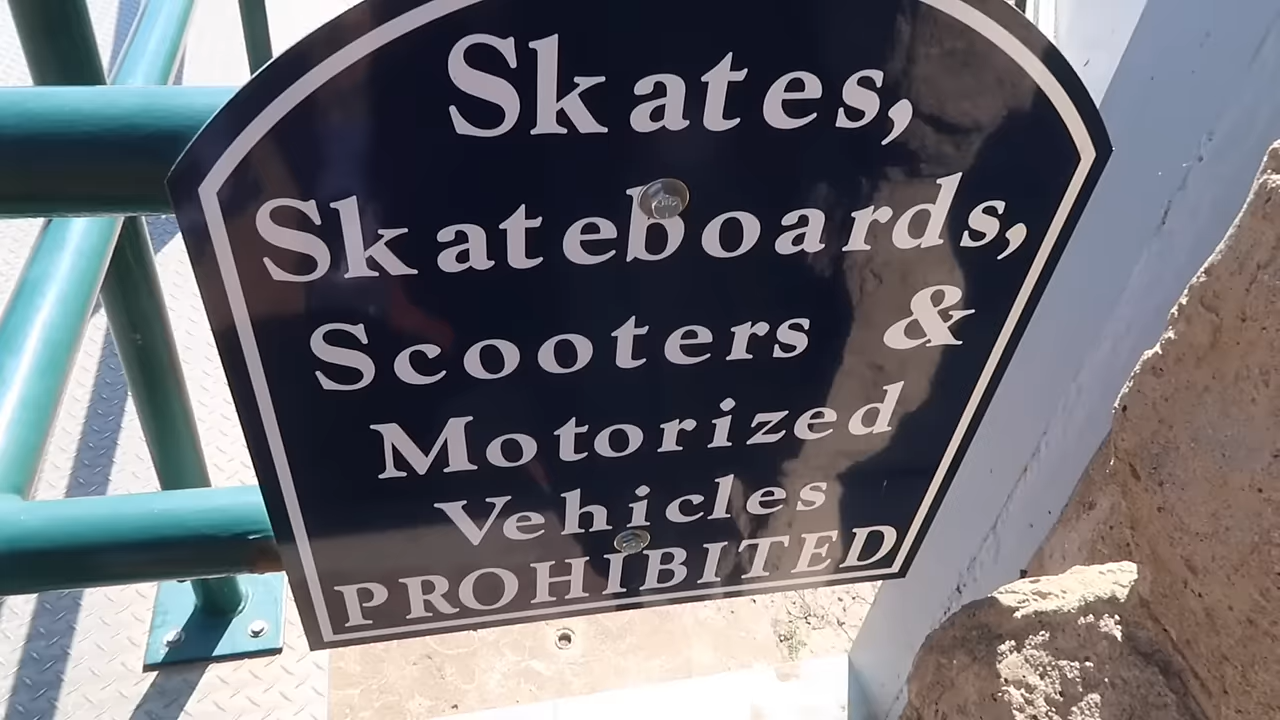 Skates,
Skateboards,
Scooters &
Motorized
Vehicles
PROHIBITED